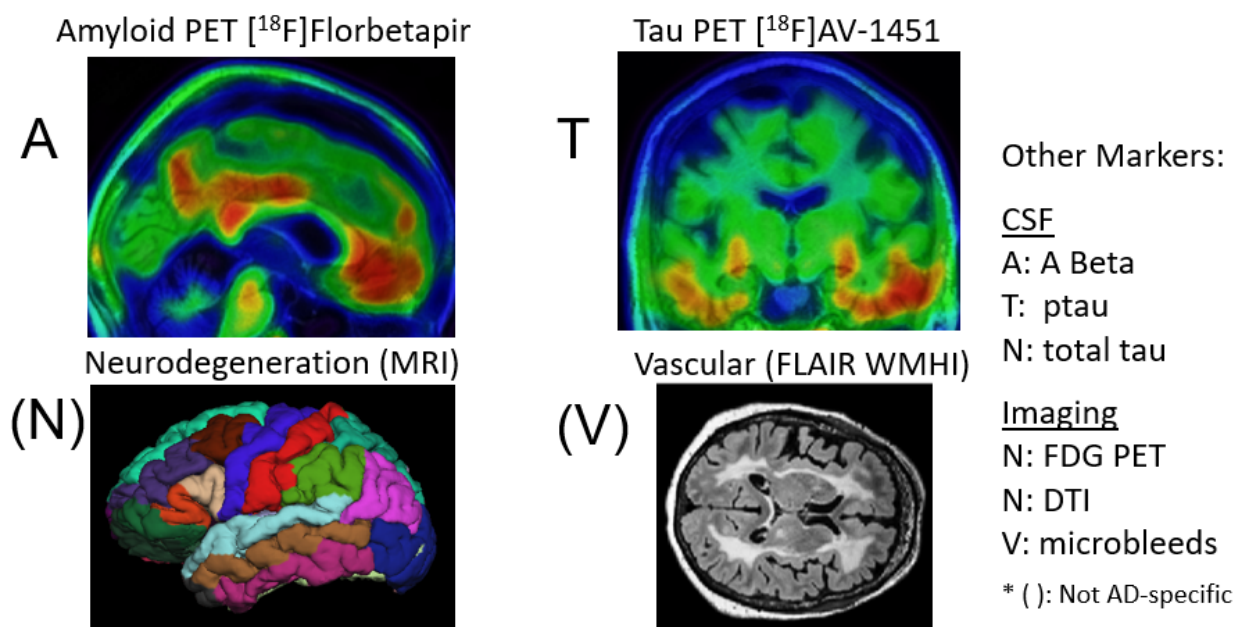 Amyloid PET [¹⁸F]Florbetapir
A
Tau PET [¹⁸F]AV-1451
T
Neurodegeneration (MRI)
(N)
Vascular (FLAIR WMHI)
(V)
Other Markers:
CSF
A: A Beta
T: ptau
N: total tau
Imaging
N: FDG PET
N: DTI
V: microbleeds
* ( ): Not AD-specific